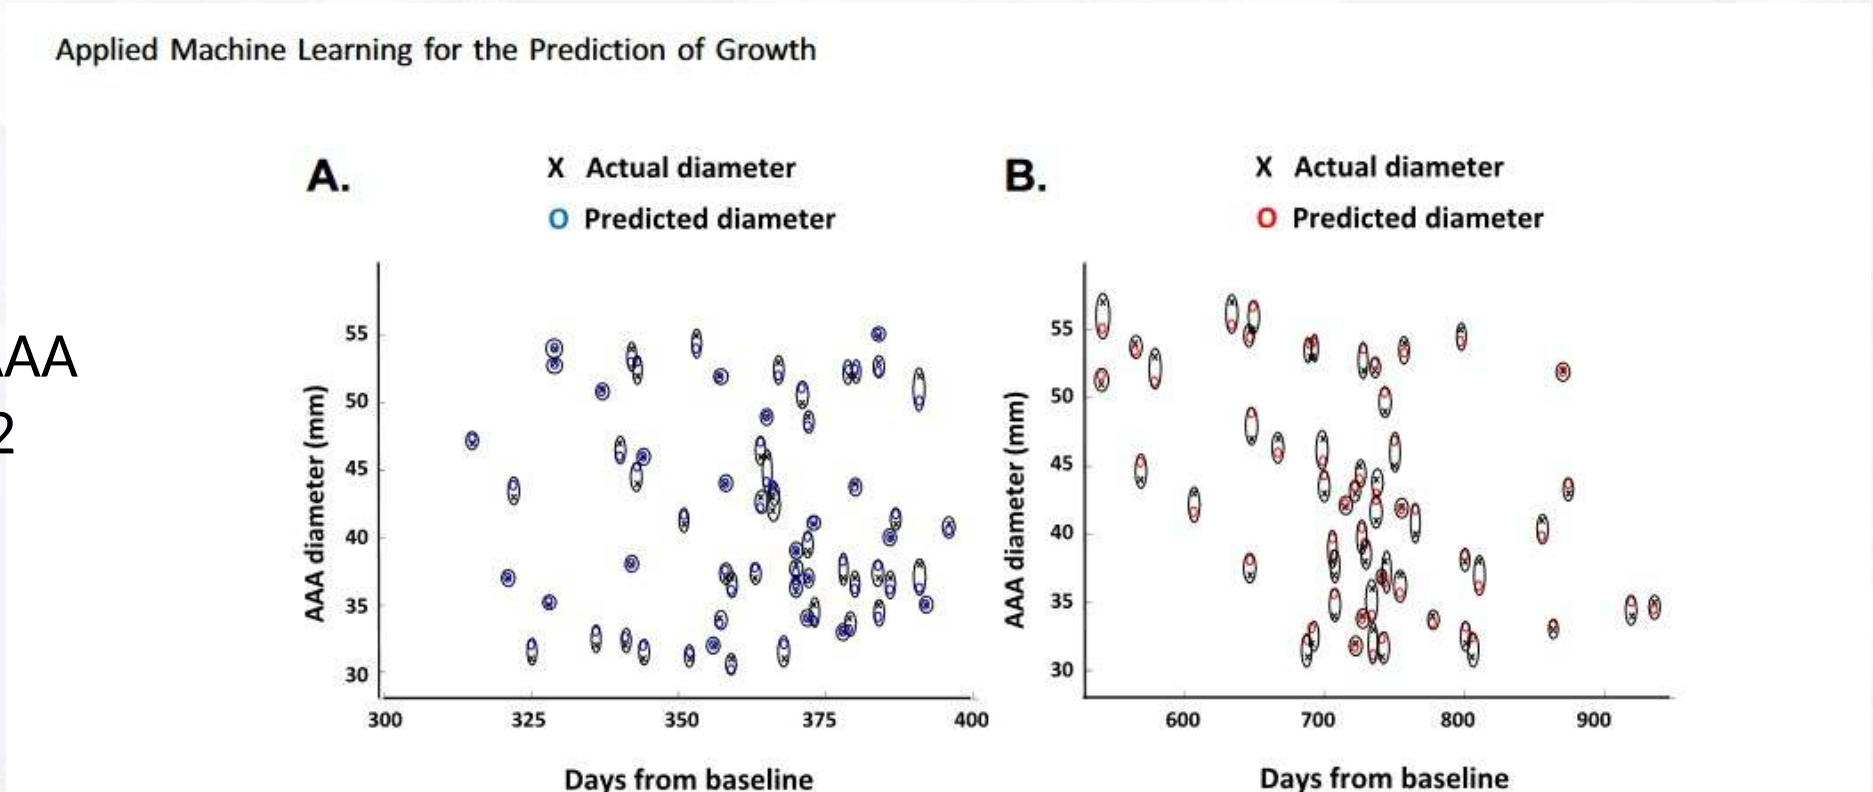 Applied Machine Learning for the Prediction of Growth
AA
2
A.
X Actual diameter
O Predicted diameter
AAA diameter (mm)
55
50
45
40
35
30
300 325 350 375 400
Days from baseline
B.
X Actual diameter
O Predicted diameter
AAA diameter (mm)
55
50
45
40
35
30
600 700 800 900
Days from baseline